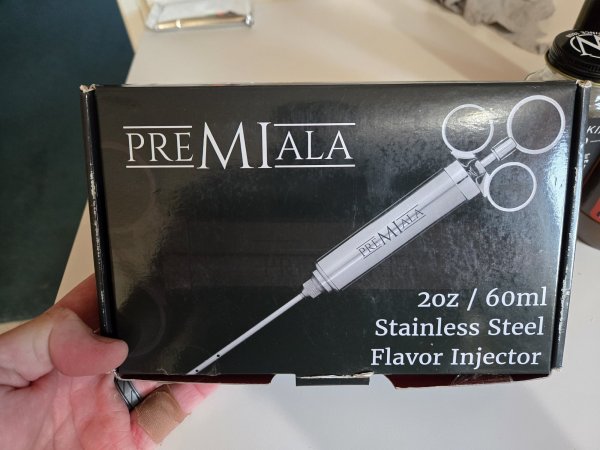 PREMIALA
PREMIALA
2oz / 60ml
Stainless Steel
Flavor Injector